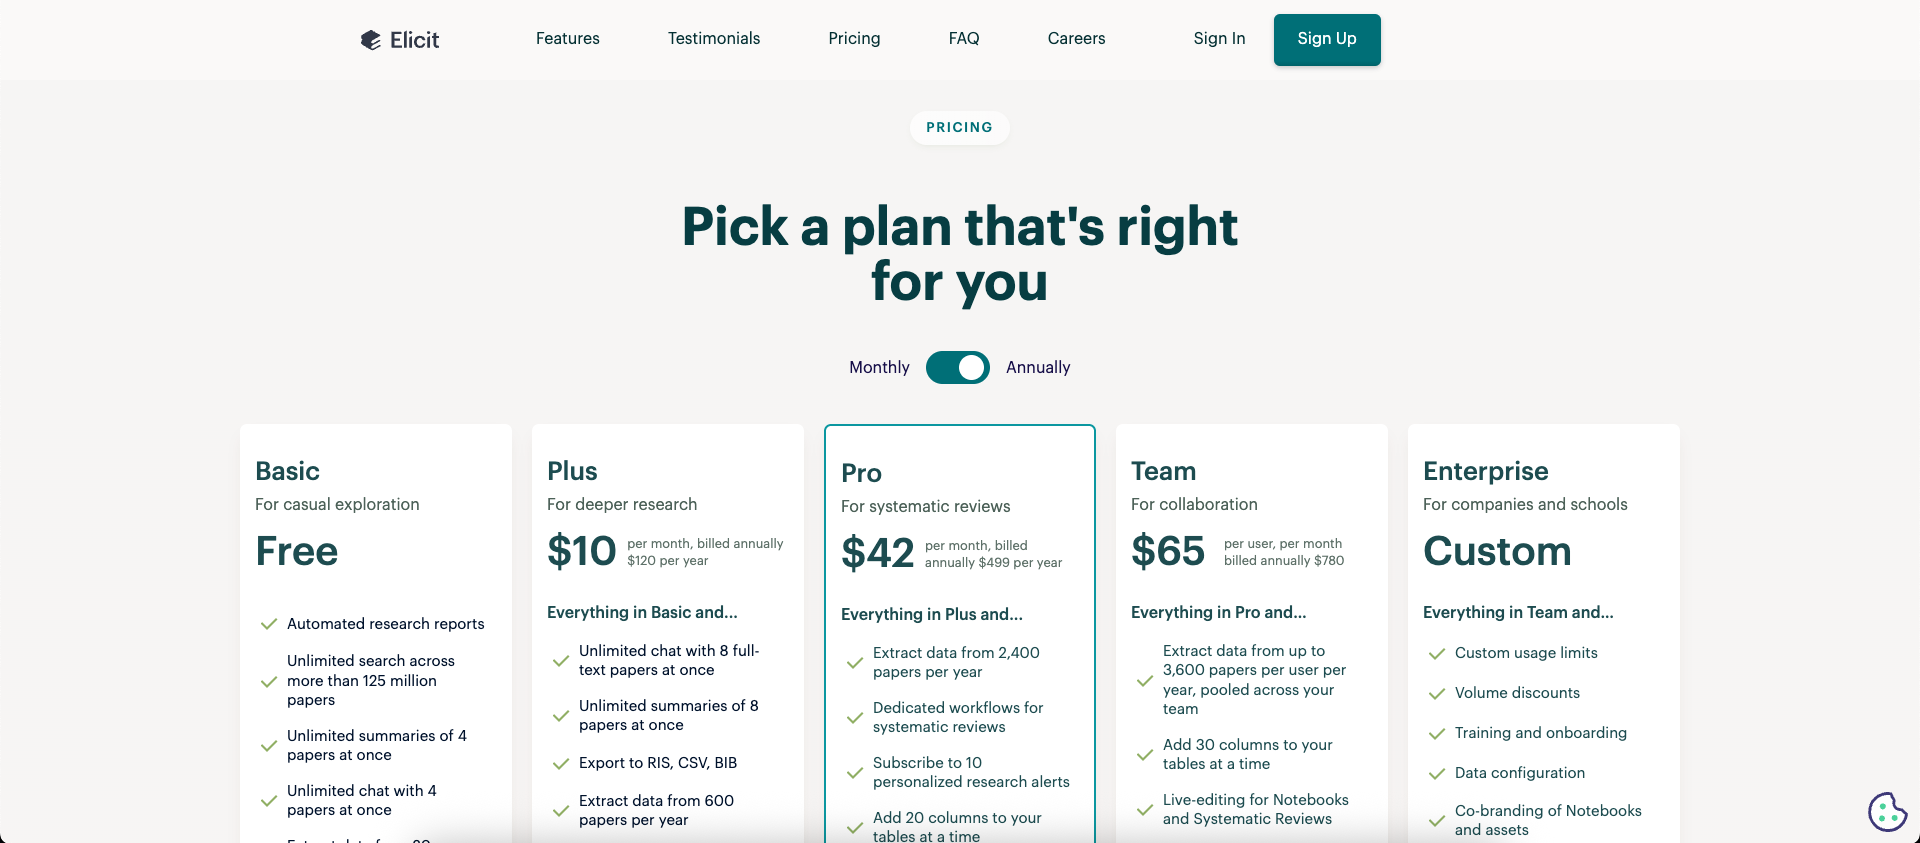 Elicit
Features
Testimonials
Pricing
FAQ
Careers
Sign In
Sign Up
PRICING
Pick a plan that's right
for you
Monthly
Annually
Basic
For casual exploration
Free
Automated research reports
Unlimited search across
more than 125 million
papers
Unlimited summaries of 4
papers at once
Unlimited chat with 4
papers at once
Plus
For deeper research
$10
per month, billed annually
$120 per year
Everything in Basic and...
Unlimited chat with 8 full-
text papers at once
Unlimited summaries of 8
papers at once
Export to RIS, CSV, BIB
Extract data from 600
papers per year
Pro
For systematic reviews
$42
per month, billed
annually $499 per year
Everything in Plus and...
Extract data from 2,400
papers per year
Dedicated workflows for
systematic reviews
Subscribe to 10
personalized research alerts
Add 20 columns to your
tables at a time
Team
For collaboration
$65
per user, per month
billed annually $780
Everything in Pro and...
Extract data from up to
3,600 papers per user per
year, pooled across your
team
Add 30 columns to your
tables at a time
Live-editing for Notebooks
and Systematic Reviews
Enterprise
For companies and schools
Custom
Everything in Team and...
Custom usage limits
Volume discounts
Training and onboarding
Data configuration
Co-branding of Notebooks
and assets